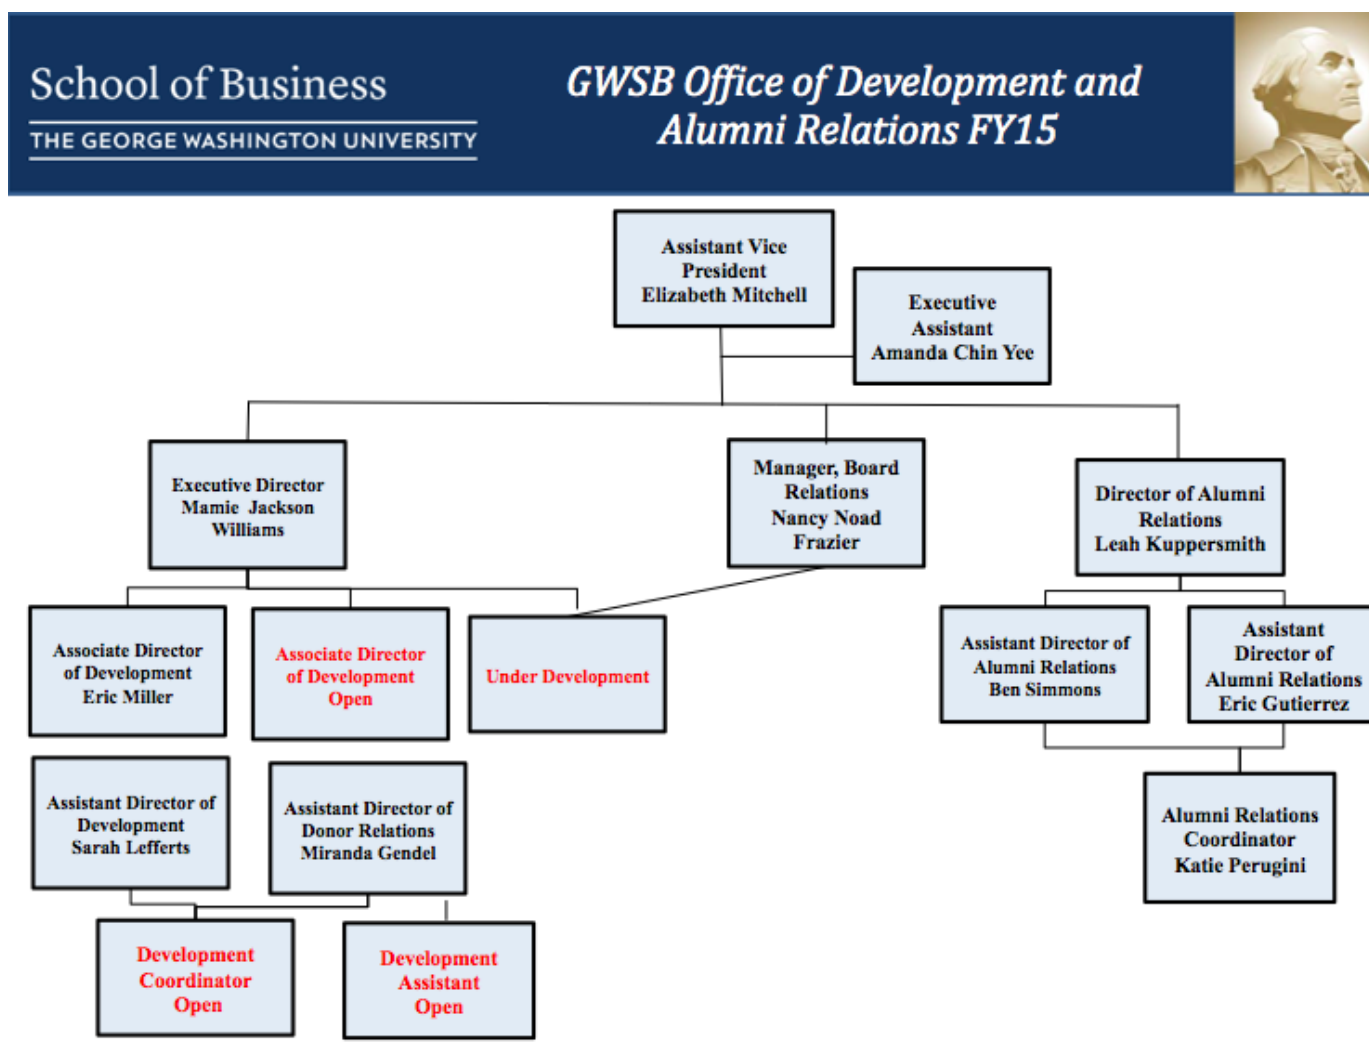 School of Business
THE GEORGE WASHINGTON UNIVERSITY
GWSB Office of Development and
Alumni Relations FY15
Assistant Vice
President
Elizabeth Mitchell
Executive
Assistant
Amanda Chin Yee
Executive Director
Mamie Jackson
Williams
Manager, Board
Relations
Nancy Noad
Frazier
Director of Alumni
Relations
Leah Kuppersmith
Associate Director
of Development
Eric Miller
Associate Director
of Development
Open
Under Development
Assistant Director of
Alumni Relations
Ben Simmons
Assistant
Director of
Alumni Relations
Eric Gutierrez
Assistant Director of
Development
Sarah Lefferts
Assistant Director of
Donor Relations
Miranda Gendel
Alumni Relations
Coordinator
Katie Perugini
Development
Coordinator
Open
Development
Assistant
Open